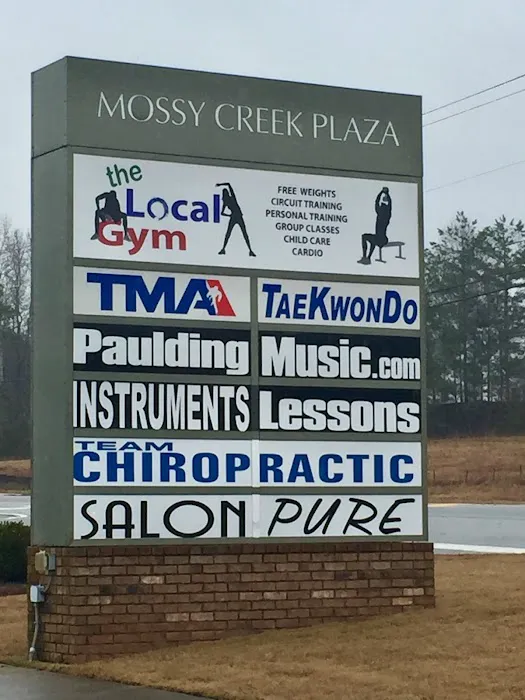 MOSSY CREEK PLAZA
the
Local
Gym
FREE WEIGHTS
CIRCUIT TRAINING
PERSONAL TRAINING
GROUP CLASSES
CHILD CARE
CARDIO
TMA TAEKWONDO
Paulding Music.com
INSTRUMENTS Lessons
TEAM
CHIROPRACTIC
SALON PURE